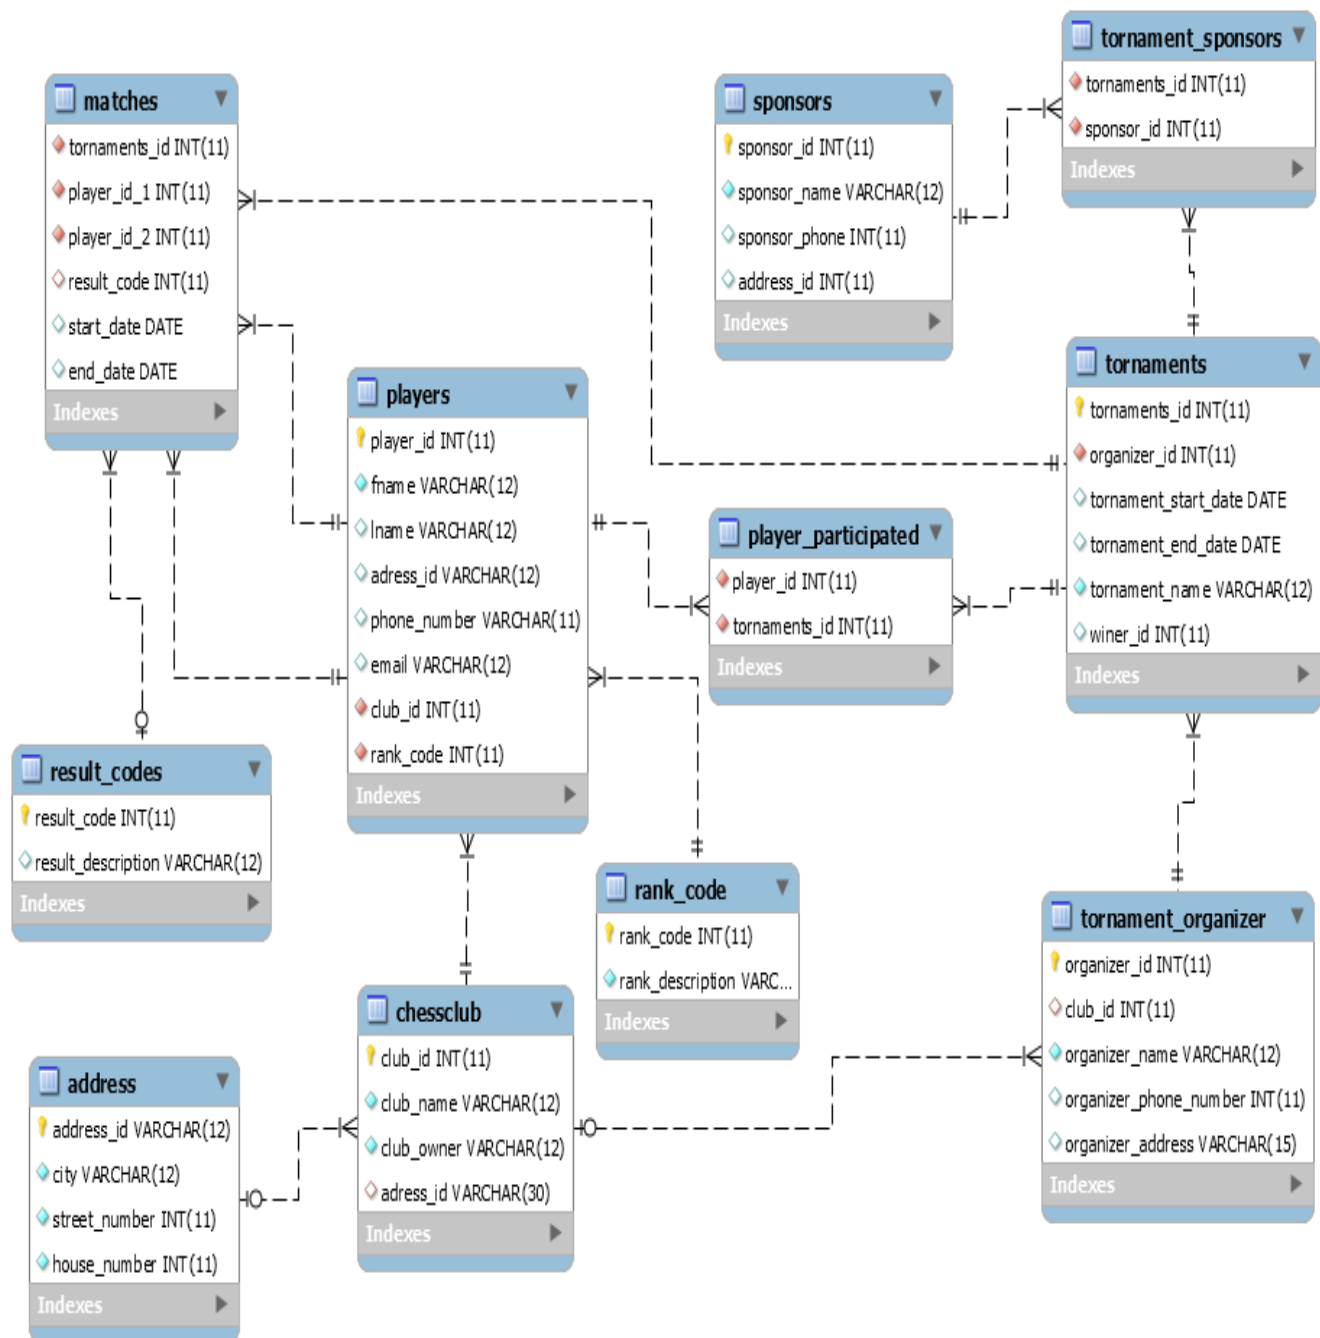 matches
tornaments_id INT(11)
player_id_1 INT(11)
player_id_2 INT(11)
result_code INT(11)
start_date DATE
end_date DATE
Indexes
sponsors
sponsor_id INT(11)
sponsor_name VARCHAR(12)
sponsor_phone INT(11)
address_id INT(11)
Indexes
tornament_sponsors
tornaments_id INT(11)
sponsor_id INT(11)
Indexes
players
player_id INT(11)
fname VARCHAR(12)
lname VARCHAR(12)
adress_id VARCHAR(12)
phone_number VARCHAR(11)
email VARCHAR(12)
club_id INT(11)
rank_code INT(11)
Indexes
player_participated
player_id INT(11)
tornaments_id INT(11)
Indexes
tornaments
tornaments_id INT(11)
organizer_id INT(11)
tornament_start_date DATE
tornament_end_date DATE
tornament_name VARCHAR(12)
winer_id INT(11)
Indexes
result_codes
result_code INT(11)
result_description VARCHAR(12)
Indexes
rank_code
rank_code INT(11)
rank_description VARC...
Indexes
tornament_organizer
organizer_id INT(11)
club_id INT(11)
organizer_name VARCHAR(12)
organizer_phone_number INT(11)
organizer_address VARCHAR(15)
Indexes
chessclub
club_id INT(11)
club_name VARCHAR(12)
club_owner VARCHAR(12)
adress_id VARCHAR(30)
Indexes
address
address_id VARCHAR(12)
city VARCHAR(12)
street_number INT(11)
house_number INT(11)
Indexes